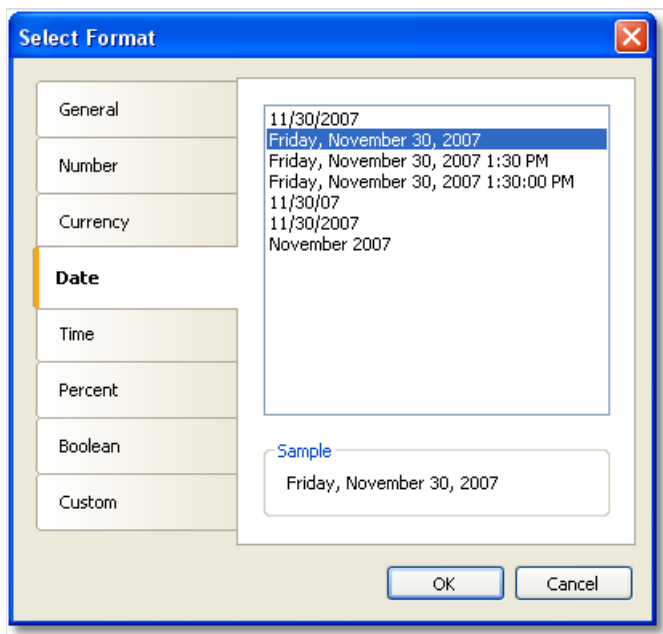 Select Format
General
Number
Currency
Date
Time
Percent
Boolean
Custom
11/30/2007
Friday, November 30, 2007
Friday, November 30, 2007 1:30 PM
Friday, November 30, 2007 1:30:00 PM
11/30/07
11/30/2007
November 2007
Sample
Friday, November 30, 2007
OK
Cancel